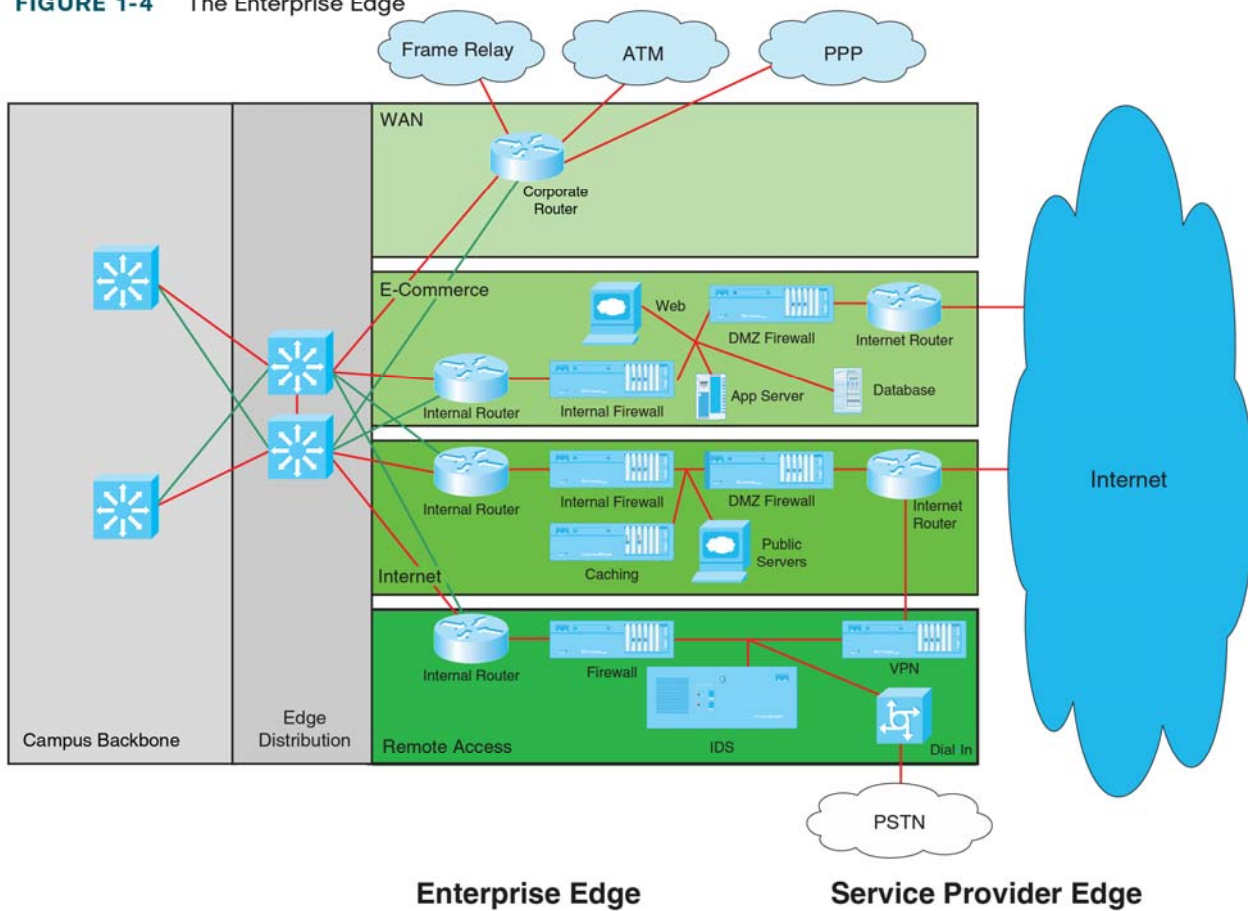 FIGURE 1-4 The Enterprise Edge
Frame Relay
ATM
PPP
WAN
Corporate
Router
E-Commerce
Web
DMZ Firewall
Internet Router
Internal Router
Internal Firewall
App Server
Database
Internal Router
Internal Firewall
DMZ Firewall
Internet
Router
Internet
Caching
Public
Servers
Internet
Internal Router
Firewall
VPN
Campus Backbone
Edge
Distribution
Remote Access
IDS
Dial In
PSTN
Enterprise Edge
Service Provider Edge